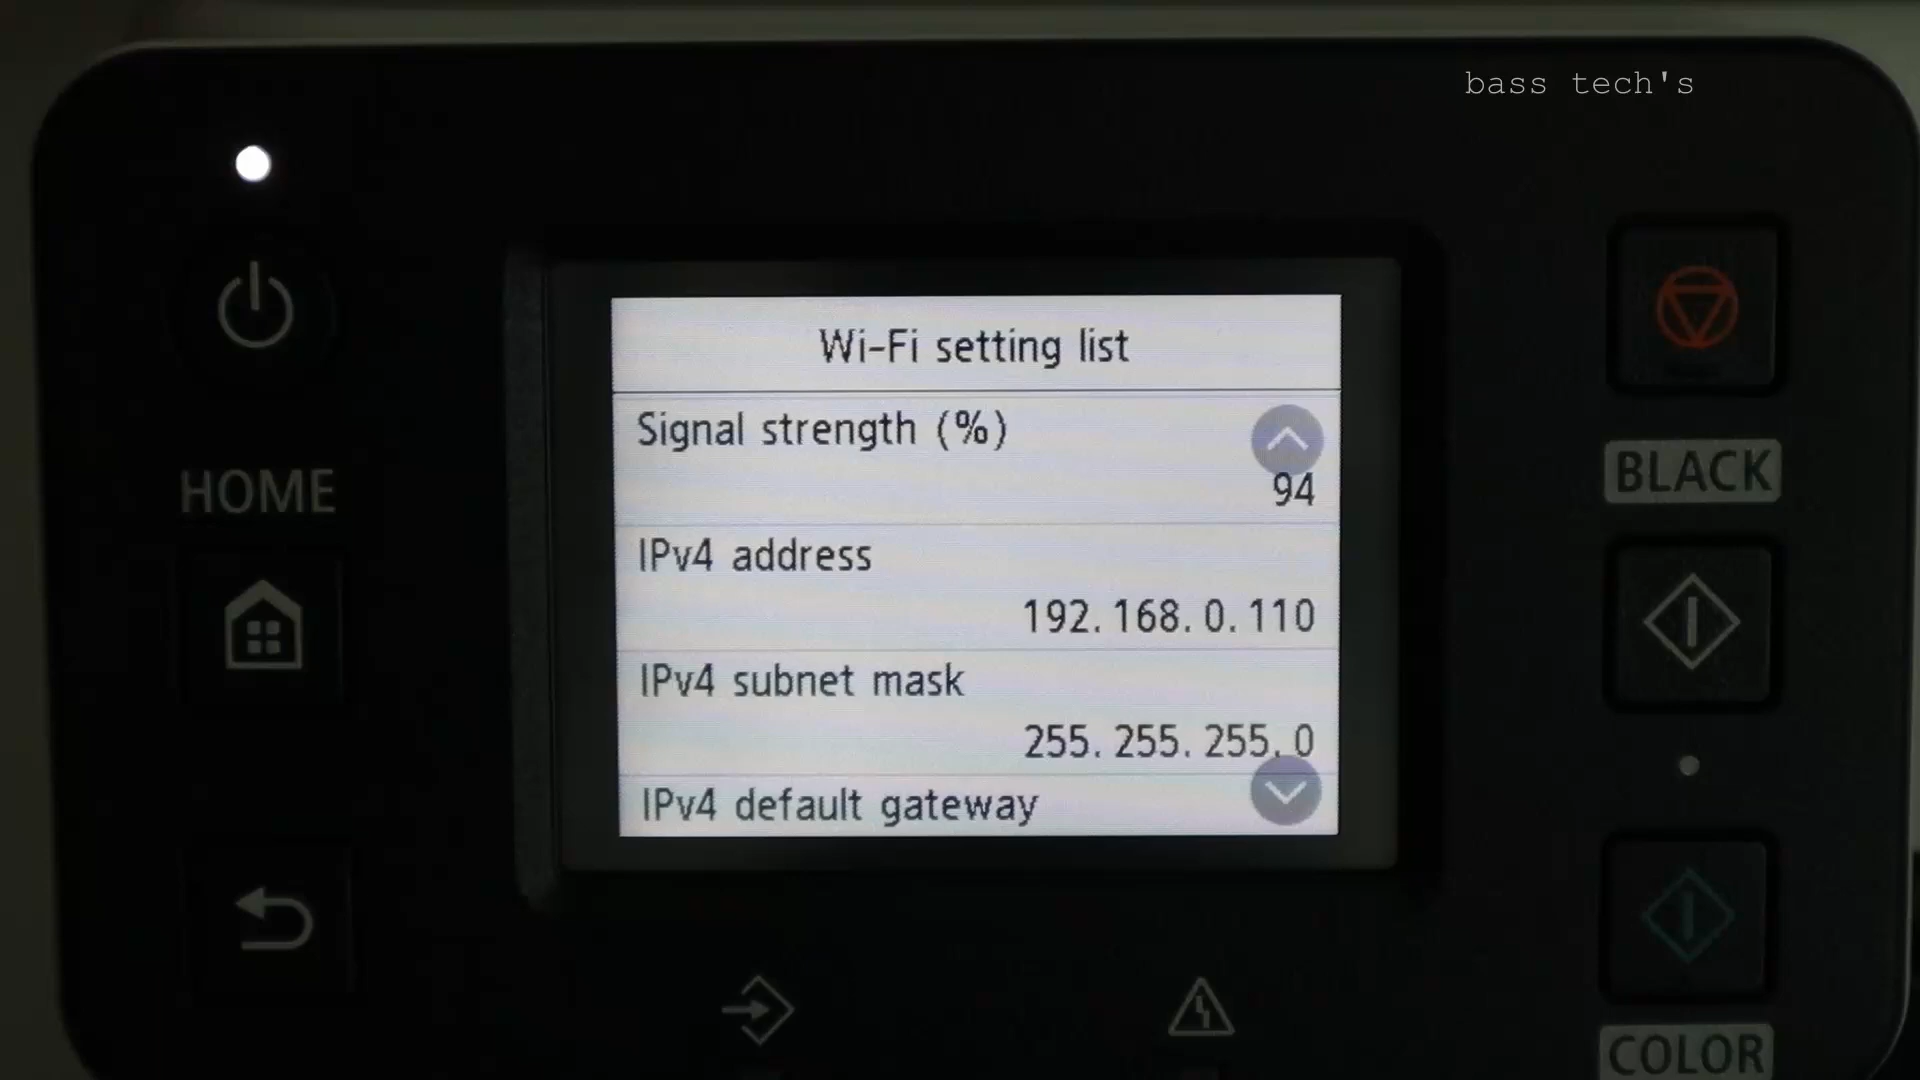 bass tech's
Wi-Fi setting list
Signal strength (%)
94
HOME
BLACK
IPv4 address
192.168.0.110
IPv4 subnet mask
255.255.255.0
IPv4 default gateway
COLOR